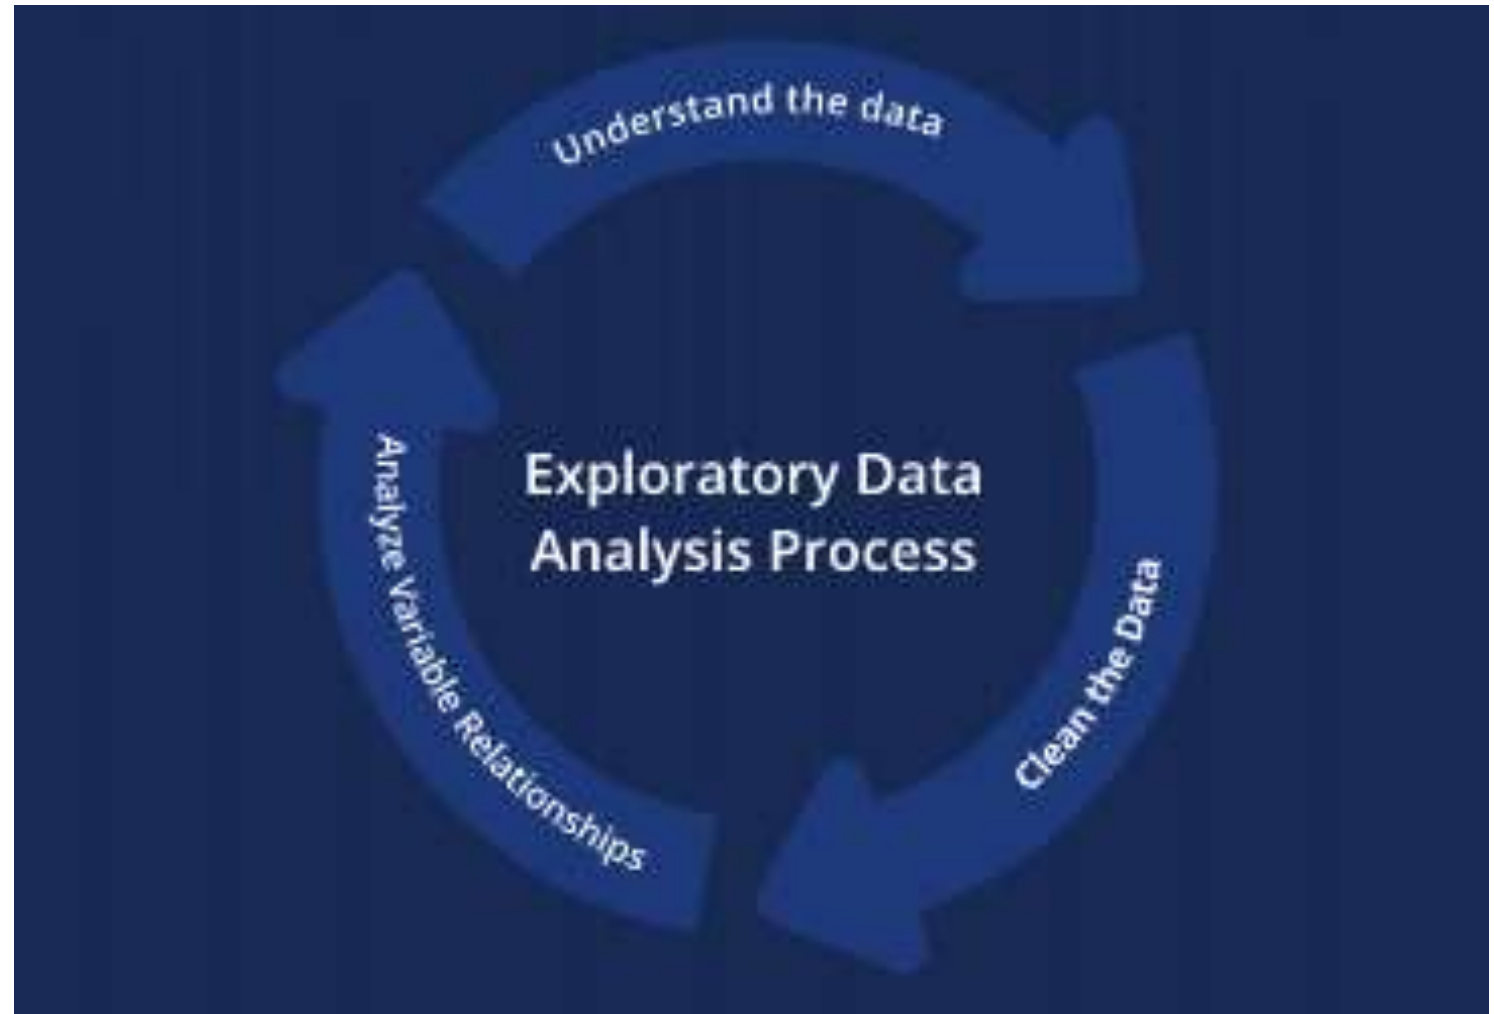 Understand the data
Exploratory Data
Analysis Process
Clean the Data
Analyze Variable Relationships